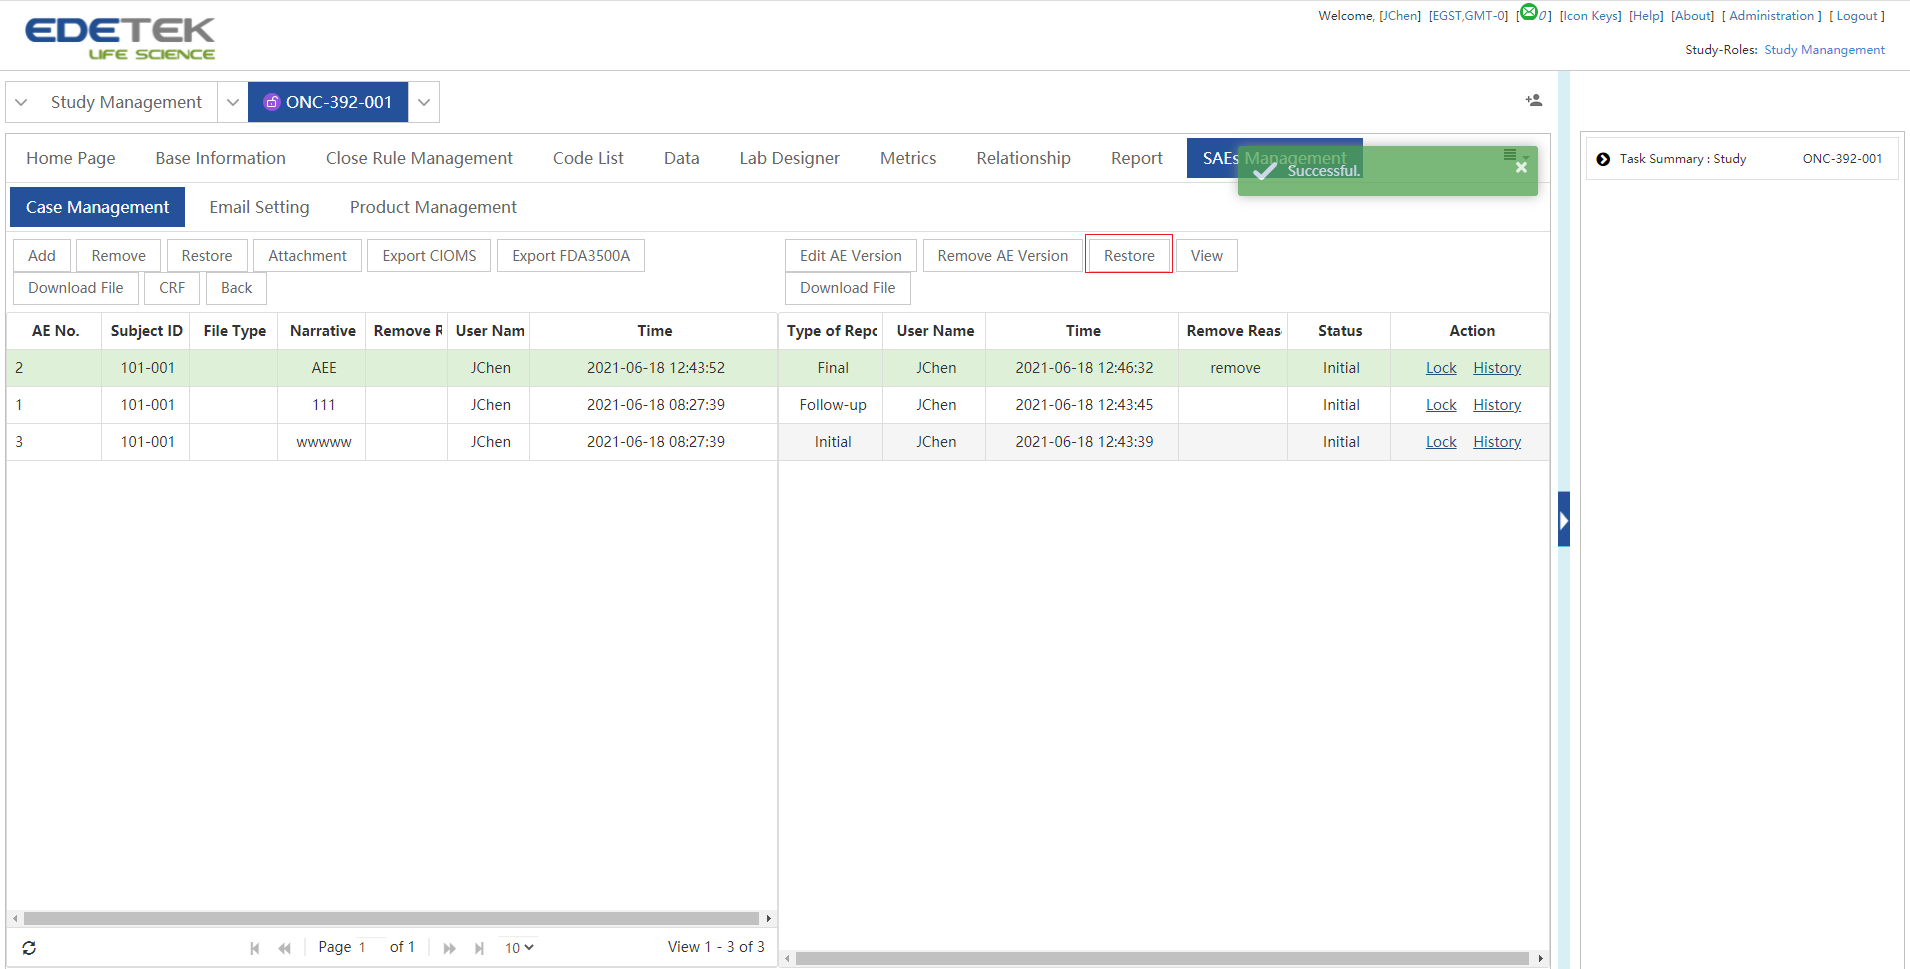 EDETEK
LIFE SCIENCE
Welcome, [JChen] [EGST,GMT-0] [0] [Icon Keys] [Help] [About] [ Administration ] [ Logout ]
Study-Roles: Study Manangement
Study Management ONC-392-001
Home Page Base Information Close Rule Management Code List Data Lab Designer Metrics Relationship Report SAEs Management
Successful.
Task Summary : Study ONC-392-001
Case Management Email Setting Product Management
Add Remove Restore Attachment Export CIOMS Export FDA3500A
Download File CRF Back
Edit AE Version Remove AE Version Restore View
Download File
AE No. Subject ID File Type Narrative Remove R User Nam Time
2 101-001 AEE JChen 2021-06-18 12:43:52
1 101-001 111 JChen 2021-06-18 08:27:39
3 101-001 wwwww JChen 2021-06-18 08:27:39
Type of Repo User Name Time Remove Reas Status Action
Final JChen 2021-06-18 12:46:32 remove Initial Lock History
Follow-up JChen 2021-06-18 12:43:45 Initial Lock History
Initial JChen 2021-06-18 12:43:39 Initial Lock History
Page 1 of 1 10 View 1 - 3 of 3